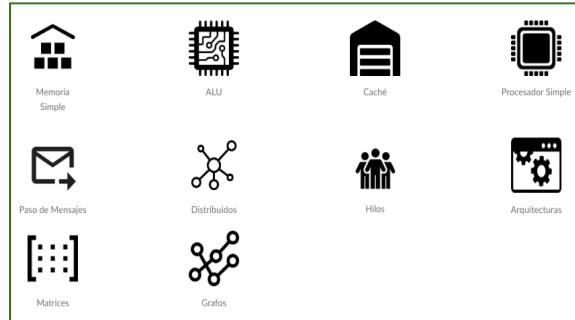 Memoria
Simple
ALU
Caché
Procesador Simple
Paso de Mensajes
Distribuidos
Hilos
Arquitecturas
Matrices
Grafos